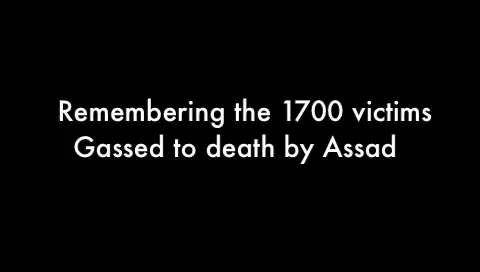 Remembering the 1700 victims
Gassed to death by Assad